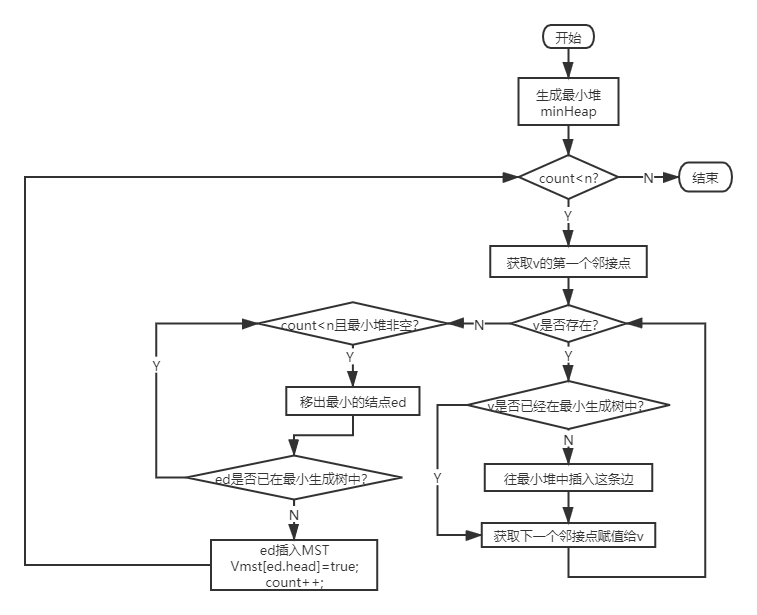 开始
生成最小堆
minHeap
count<n?
N
结束
Y
获取v的第一个邻接点
count<n且最小堆非空?
N
v是否存在?
Y
Y
Y
移出最小的结点ed
v是否已经在最小生成树中?
N
ed是否已在最小生成树中?
Y
往最小堆中插入这条边
N
获取下一个邻接点赋值给v
ed插入MST
Vmst[ed.head]=true;
count++;